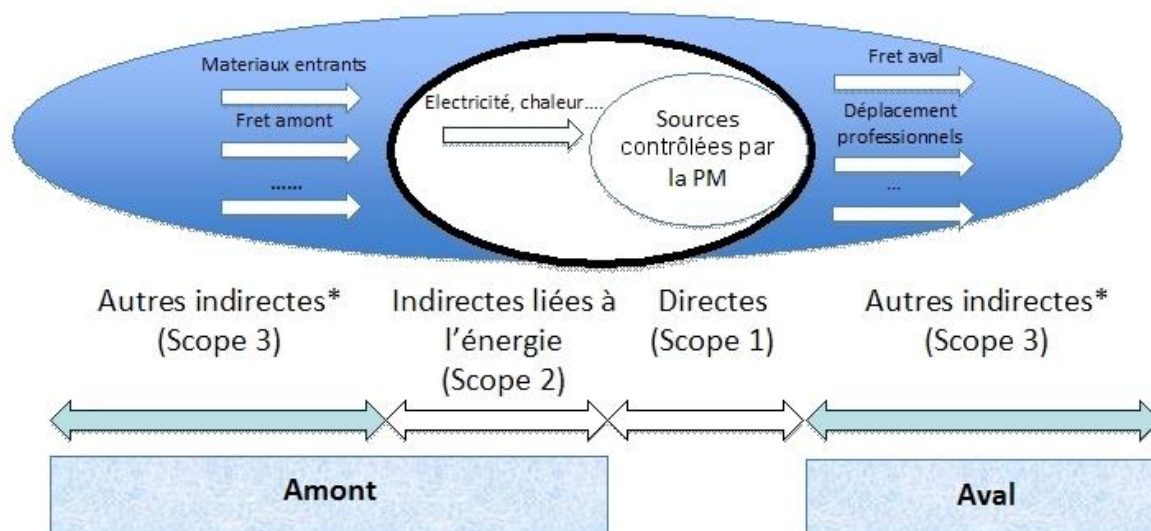 Materiaux entrants
Fret amont
......
Electricité, chaleur....
Sources
contrôlées par
la PM
Fret aval
Déplacement
professionnels
...
Autres indirectes*
(Scope 3)
Indirectes liées à
l'énergie
(Scope 2)
Directes
(Scope 1)
Autres indirectes*
(Scope 3)
Amont
Aval